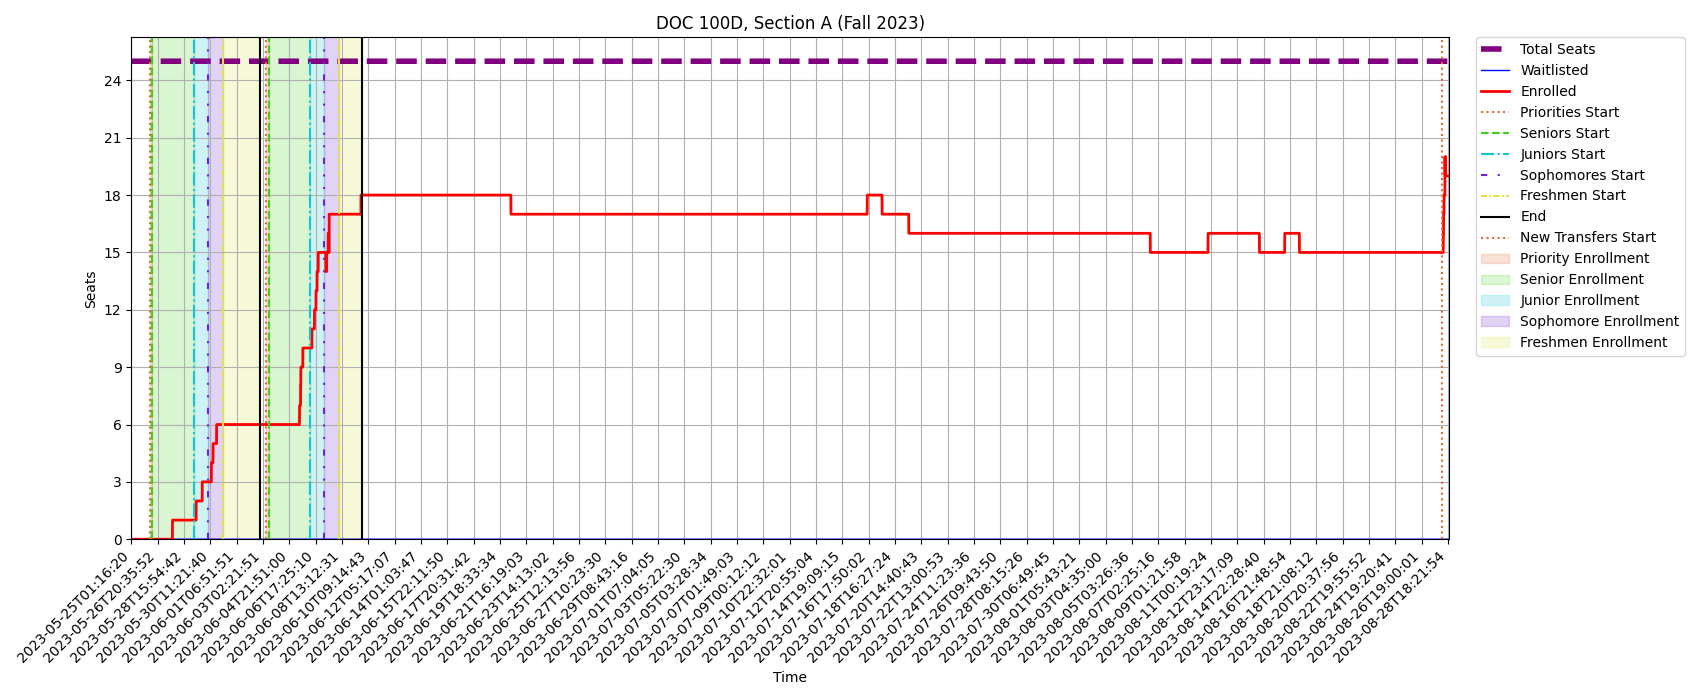 DOC 100D, Section A (Fall 2023)
Seats
24
21
18
15
12
9
6
3
0
2023-05-25T01:16:20
2023-05-26T20:35:52
2023-05-28T15:54:42
2023-05-30T11:21:40
2023-06-01T06:51:51
2023-06-03T02:21:51
2023-06-04T21:51:00
2023-06-06T17:25:10
2023-06-08T13:12:31
2023-06-10T09:14:43
2023-06-12T05:17:07
2023-06-14T01:03:47
2023-06-15T22:11:50
2023-06-17T20:31:42
2023-06-19T18:33:34
2023-06-21T16:19:03
2023-06-23T14:13:02
2023-06-25T12:13:56
2023-06-27T10:23:30
2023-06-29T08:43:16
2023-07-01T07:04:05
2023-07-03T05:22:30
2023-07-05T03:28:34
2023-07-07T01:49:03
2023-07-09T00:12:12
2023-07-10T22:32:01
2023-07-12T20:55:04
2023-07-14T19:09:15
2023-07-16T17:50:02
2023-07-18T16:27:24
2023-07-20T14:40:43
2023-07-22T13:00:53
2023-07-24T11:23:36
2023-07-26T09:43:50
2023-07-28T08:15:26
2023-07-30T06:49:45
2023-08-01T05:43:21
2023-08-03T04:35:00
2023-08-05T03:26:36
2023-08-07T02:25:16
2023-08-09T01:21:58
2023-08-11T00:19:24
2023-08-12T23:17:09
2023-08-14T22:28:40
2023-08-16T21:48:54
2023-08-18T21:08:12
2023-08-20T20:37:56
2023-08-22T19:55:52
2023-08-24T19:20:41
2023-08-26T19:00:01
2023-08-28T18:21:54
Time
Total Seats
Waitlisted
Enrolled
Priorities Start
Seniors Start
Juniors Start
Sophomores Start
Freshmen Start
End
New Transfers Start
Priority Enrollment
Senior Enrollment
Junior Enrollment
Sophomore Enrollment
Freshmen Enrollment